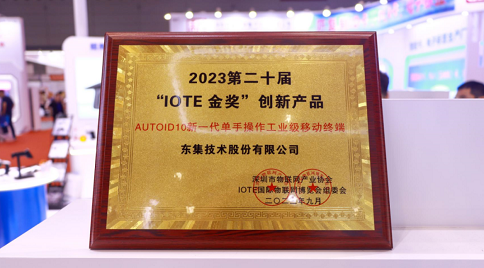 2023第二十届
“IOTE 金奖”创新产品
AUTOID10新一代单手操作工业级移动终端
东集技术股份有限公司
深圳市物联网产业协会
IOTE国际物联网博览会组委会
二〇二三年九月